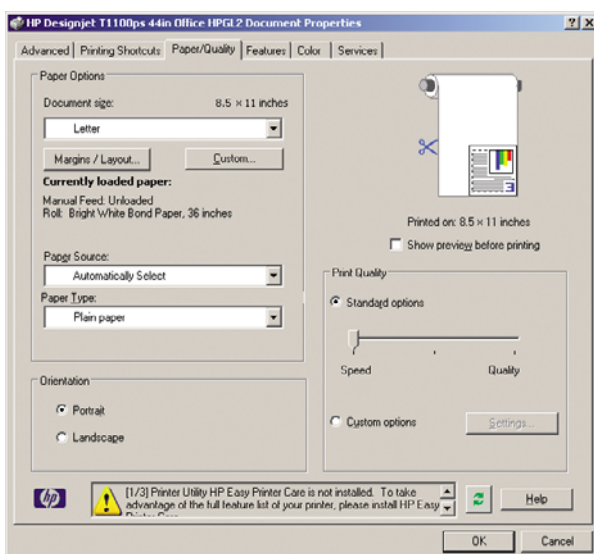 HP Designjet T1100ps 44in Office HPGL2 Document Properties
Advanced Printing Shortcuts Paper/Quality Features Color Services
Paper Options
Document size: 8.5 × 11 inches
Letter
Margins / Layout... Custom...
Currently loaded paper:
Manual Feed: Unloaded
Roll: Bright White Bond Paper, 36 inches
Paper Source:
Automatically Select
Paper Type:
Plain paper
Orientation
Portrait
Landscape
3
Printed on: 8.5 × 11 inches
Show preview before printing
Print Quality
Standard options
Speed Quality
Custom options Settings...
hp
[1/3] Printer Utility HP Easy Printer Care is not installed. To take
advantage of the full feature list of your printer, please install HP Easy
Printer Care
Help
OK Cancel